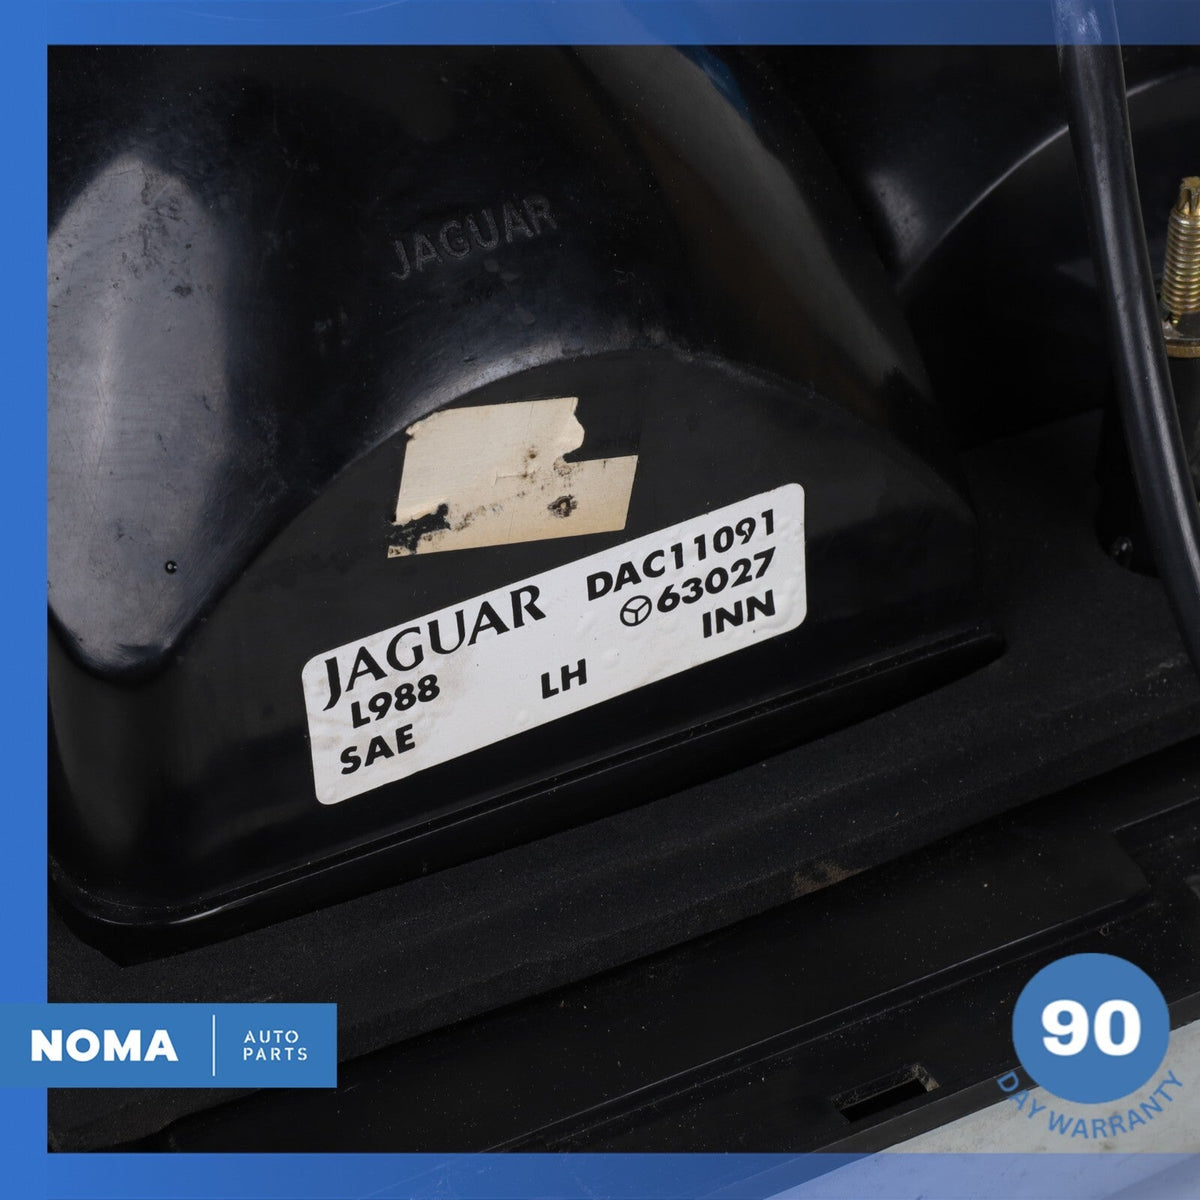 JAGUAR
JAGUAR DAC11091
L988 63027
SAE LH INN
NOMA AUTO PARTS
90
DAY WARRANTY